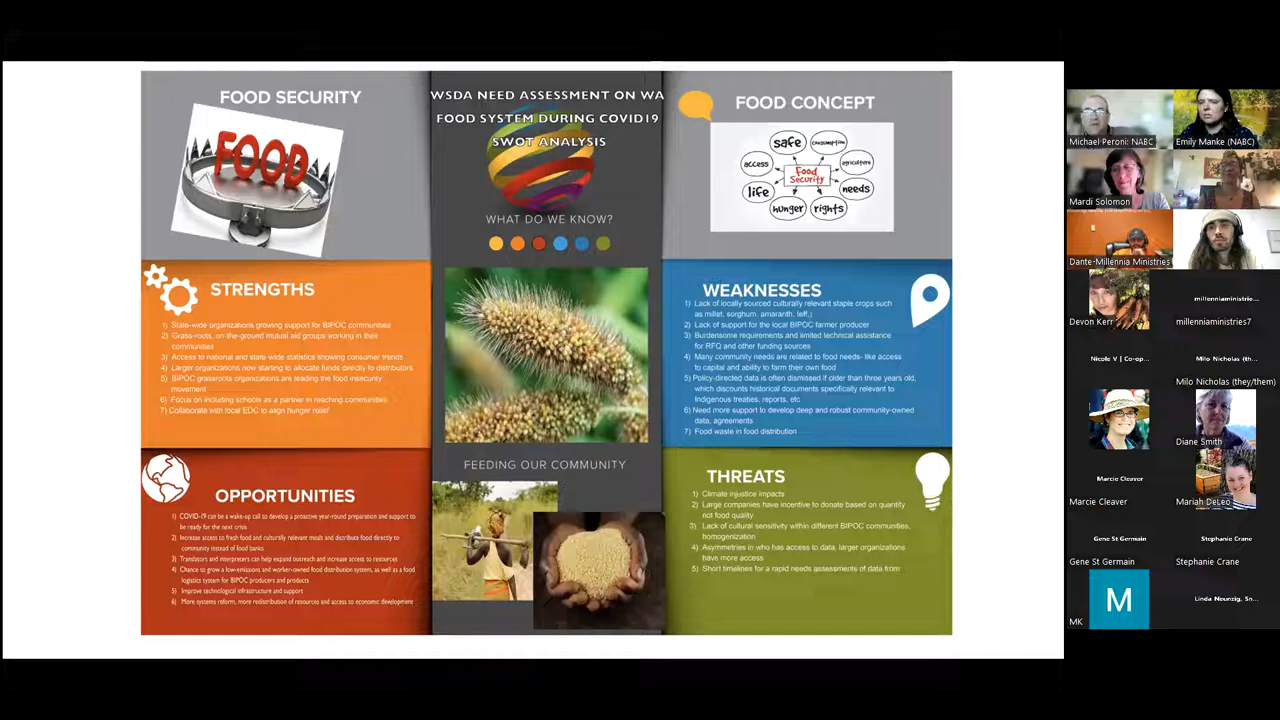 FOOD SECURITY
FOOD
WSDA NEED ASSESSMENT ON WA
FOOD SYSTEM DURING COVID19
SWOT ANALYSIS
WHAT DO WE KNOW?
FOOD CONCEPT
safe
consumption
access
agriculture
Food
Security
life
needs
hunger
rights
STRENGTHS
1) State-wide organizations growing support for BIPOC communities
2) Grass-roots, on-the-ground mutual aid groups working in their
communities
3) Access to national and state-wide statistics showing consumer trends
4) Larger organizations now starting to allocate funds directly to distributors
5) BIPOC grassroots organizations are leading the food insecurity
movement
6) Focus on including schools as a partner in reaching communities
7) Collaborate with local EDC to align hunger relief
WEAKNESSES
1) Lack of locally sourced culturally relevant staple crops such
as millet, sorghum, amaranth, teff,)
2) Lack of support for the local BIPOC farmer producer
3) Burdensome requirements and limited technical assistance
for RFQ and other funding sources
4) Many community needs are related to food needs- like access
to capital and ability to farm their own food
5) Policy-directed data is often dismissed if older than three years old,
which discounts historical documents specifically relevant to
Indigenous treaties, reports, etc
6) Need more support to develop deep and robust community-owned
data, agreements
7) Food waste in food distribution
FEEDING OUR COMMUNITY
OPPORTUNITIES
1) COVID-19 can be a wake-up call to develop a proactive year-round preparation and support to
be ready for the next crisis
2) Increase access to fresh food and culturally relevant meals and distribute food directly to
community instead of food banks
3) Translators and interpreters can help expand outreach and increase access to resources
4) Chance to grow a low-emissions and worker-owned food distribution system, as well as a food
logistics system for BIPOC producers and products
5) Improve technological infrastructure and support
6) More systems reform, more redistribution of resources and access to economic development
THREATS
1) Climate injustice impacts
2) Large companies have incentive to donate based on quantity
not food quality
3) Lack of cultural sensitivity within different BIPOC communities,
homogenization
4) Asymmetries in who has access to data, larger organizations
have more access
5) Short timelines for a rapid needs assessments of data from
Michael Peroni: NABC
Emily Manke (NABC)
Mardi Solomon
Dante-Millennia Ministries
Devon Kerr
millenniaministrie...
millenniaministries7
Nicole V | Co-op...
Milo Nicholas (th...
Milo Nicholas (they/them)
Diane Smith
Marcie Cleaver
Marcie Cleaver
Mariah DeLeo
Gene St Germain
Gene St Germain
Stephanie Crane
Stephanie Crane
M
MK
Linda Neunzig, Sn...